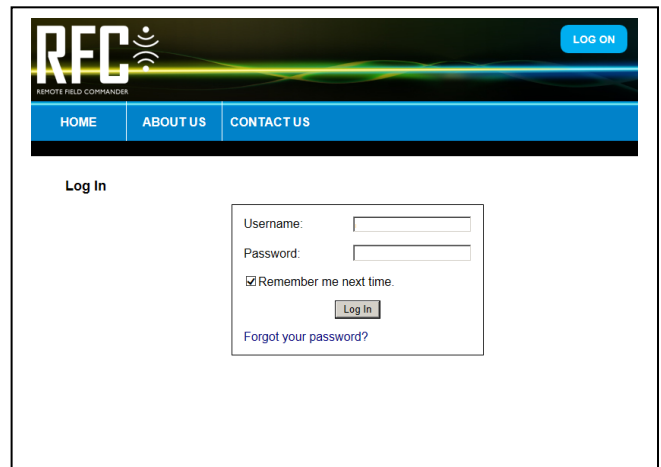 RFC
REMOTE FIELD COMMANDER
LOG ON
HOME ABOUT US CONTACT US
Log In
Username:
Password:
Remember me next time.
Log In
Forgot your password?